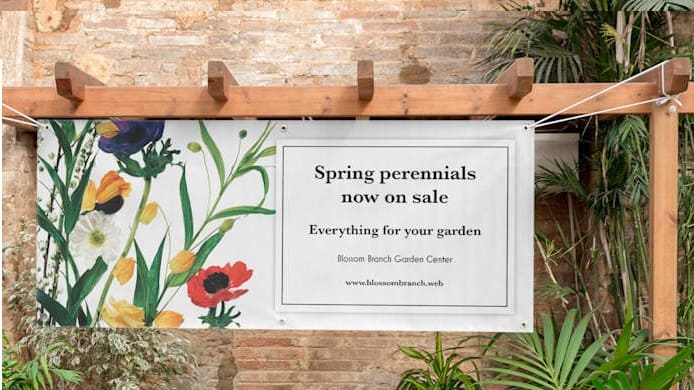 Spring perennials
now on sale
Everything for your garden
Blossom Branch Garden Center
www.blossombranch.web